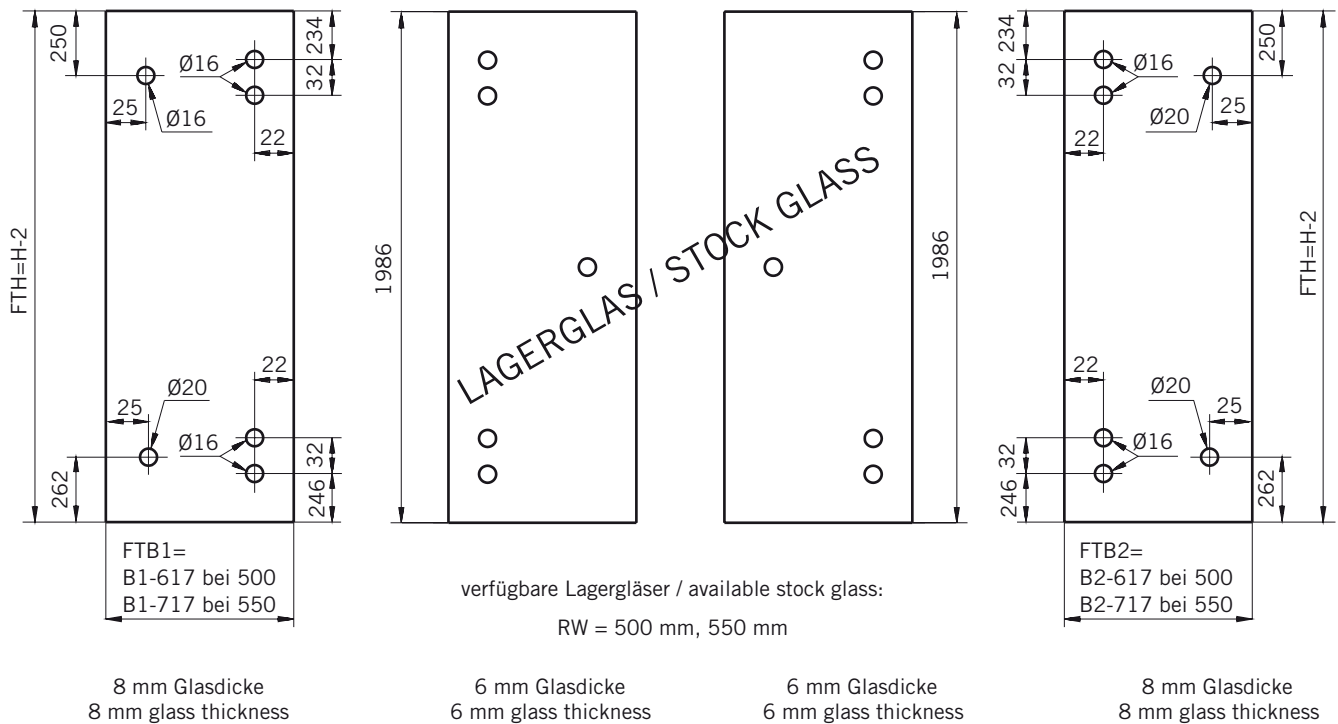 250
Ø16
234
32
25
Ø16
22
FTH=H-2
22
Ø20
25
Ø16
32
262
246
FTB1=
B1-617 bei 500
B1-717 bei 550
8 mm Glasdicke
8 mm glass thickness
1986
LAGERGLAS / STOCK GLASS
1986
verfügbare Lagergläser / available stock glass:
RW = 500 mm, 550 mm
6 mm Glasdicke
6 mm glass thickness
6 mm Glasdicke
6 mm glass thickness
234
32
Ø16
250
25
Ø20
22
FTH=H-2
22
Ø20
25
Ø16
32
246
262
FTB2=
B2-617 bei 500
B2-717 bei 550
8 mm Glasdicke
8 mm glass thickness